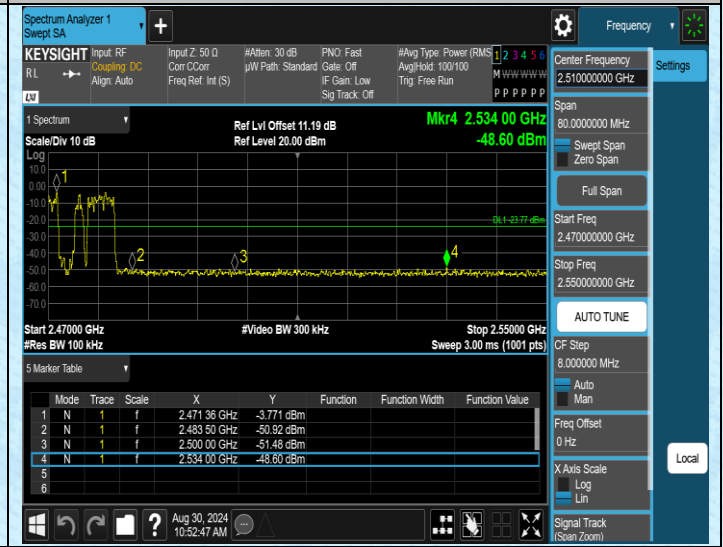 Spectrum Analyzer 1
Swept SA
+
Frequency
KEYSIGHT
RL
LXI
Input: RF
Coupling: DC
Align: Auto
Input Z: 50 Ω
Corr CCorr
Freq Ref: Int (S)
#Atten: 30 dB
µW Path: Standard
PNO: Fast
Gate: Off
IF Gain: Low
Sig Track: Off
#Avg Type: Power (RMS
Avg|Hold: 100/100
Trig: Free Run
1 2 3 4 5 6
M W W W W W
P P P P P P
1 Spectrum
Scale/Div 10 dB
Ref Lvl Offset 11.19 dB
Ref Level 20.00 dBm
Mkr4 2.534 00 GHz
-48.60 dBm
Log
10.0
0.00
-10.0
-20.0
-30.0
-40.0
-50.0
-60.0
-70.0
1
2
3
4
DL1 -23.77 dBm
Start 2.47000 GHz
#Res BW 100 kHz
#Video BW 300 kHz
Stop 2.55000 GHz
Sweep 3.00 ms (1001 pts)
5 Marker Table
Mode Trace Scale X Y Function Function Width Function Value
1 N 1 f 2.471 36 GHz -3.771 dBm
2 N 1 f 2.483 50 GHz -50.92 dBm
3 N 1 f 2.500 00 GHz -51.48 dBm
4 N 1 f 2.534 00 GHz -48.60 dBm
5
6
?
Aug 30, 2024
10:52:47 AM
Center Frequency
2.510000000 GHz
Span
80.0000000 MHz
Swept Span
Zero Span
Full Span
Start Freq
2.470000000 GHz
Stop Freq
2.550000000 GHz
AUTO TUNE
CF Step
8.000000 MHz
Auto
Man
Freq Offset
0 Hz
X Axis Scale
Log
Lin
Signal Track
(Span Zoom)
Settings
Local